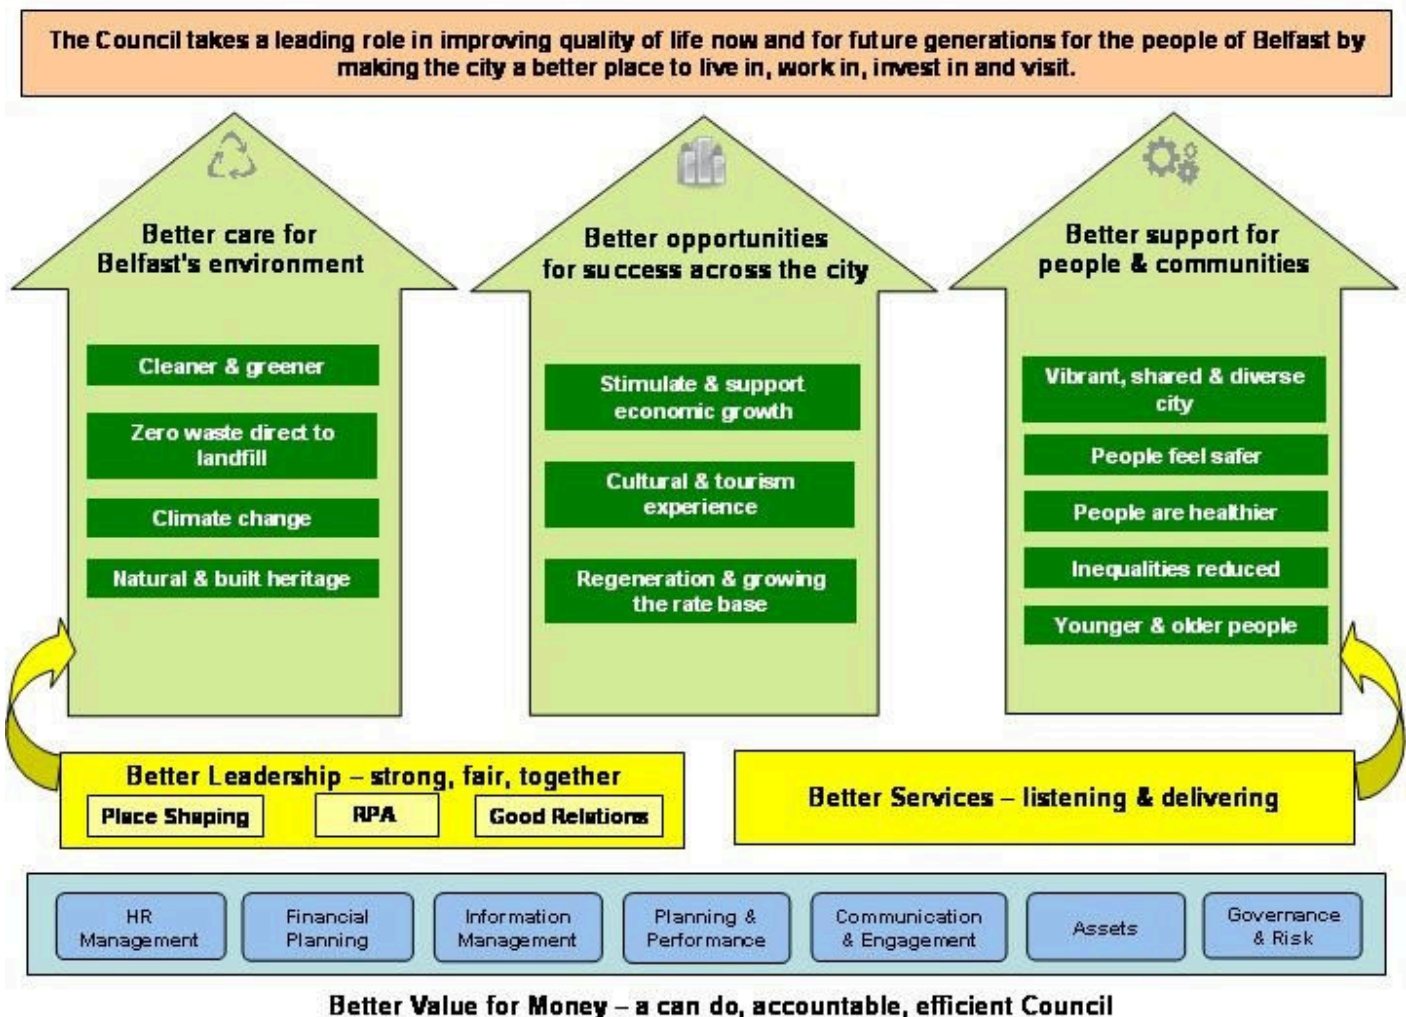 The Council takes a leading role in improving quality of life now and for future generations for the people of Belfast by
making the city a better place to live in, work in, invest in and visit.
Better care for
Belfast's environment
Cleaner & greener
Zero waste direct to
landfill
Climate change
Natural & built heritage
Better opportunities
for success across the city
Stimulate & support
economic growth
Cultural & tourism
experience
Regeneration & growing
the rate base
Better support for
people & communities
Vibrant, shared & diverse
city
People feel safer
People are healthier
Inequalities reduced
Younger & older people
Better Leadership – strong, fair, together
Place Shaping
RPA
Good Relations
Better Services – listening & delivering
HR
Management
Financial
Planning
Information
Management
Planning &
Performance
Communication
& Engagement
Assets
Governance
& Risk
Better Value for Money – a can do, accountable, efficient Council